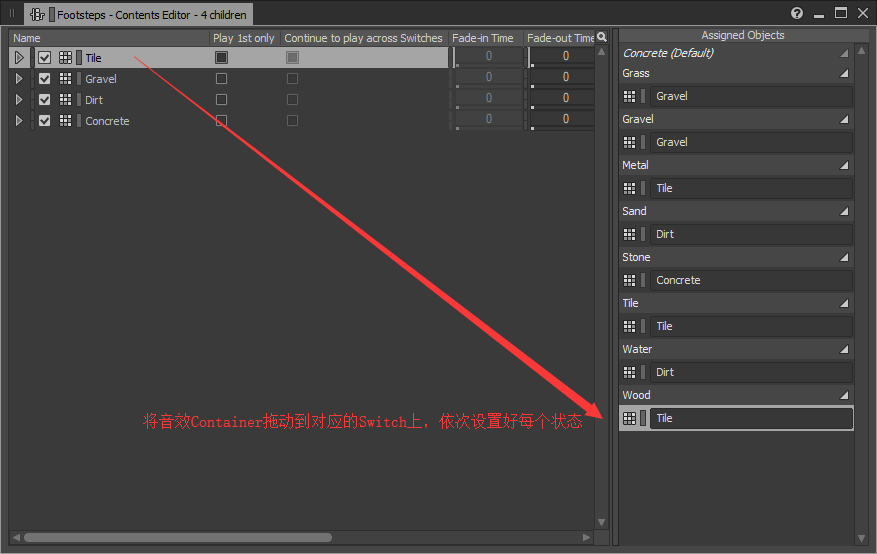 Footsteps - Contents Editor - 4 children
Name Play 1st only Continue to play across Switches Fade-in Time Fade-out Time
Tile 0 0
Gravel 0 0
Dirt 0 0
Concrete 0 0
将音效Container拖动到对应的Switch上，依次设置好每个状态
Assigned Objects
Concrete (Default)
Grass
Gravel
Gravel
Gravel
Metal
Tile
Sand
Dirt
Stone
Concrete
Tile
Tile
Water
Dirt
Wood
Tile